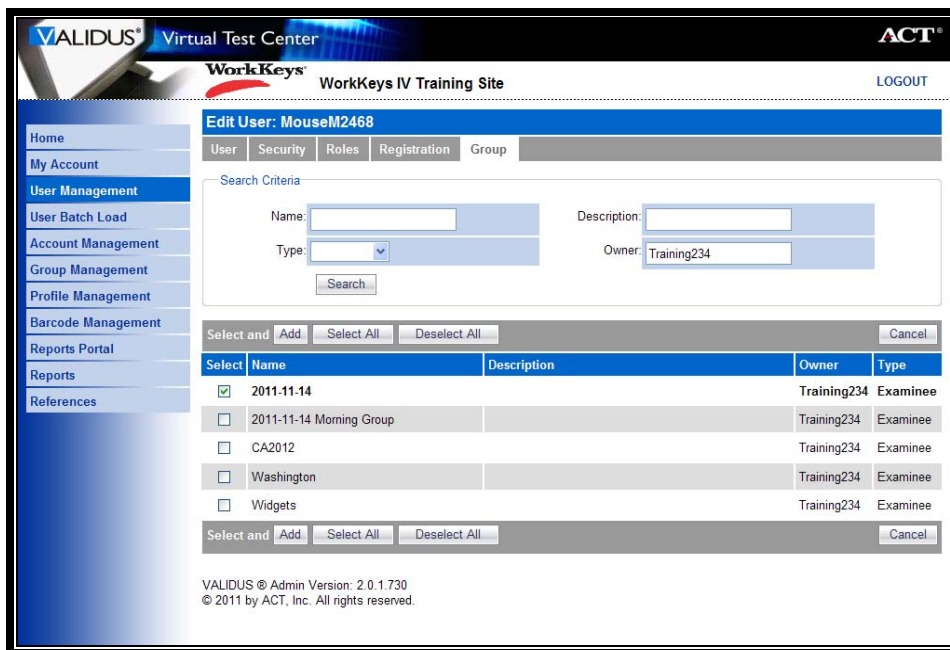 VALIDUS® Virtual Test Center ACT®
WorkKeys® WorkKeys IV Training Site LOGOUT
Home
My Account
User Management
User Batch Load
Account Management
Group Management
Profile Management
Barcode Management
Reports Portal
Reports
References
Edit User: MouseM2468
User Security Roles Registration Group
Search Criteria
Name: Description:
Type: Owner: Training234
Search
Select and Add Select All Deselect All Cancel
Select Name Description Owner Type
2011-11-14 Training234 Examinee
2011-11-14 Morning Group Training234 Examinee
CA2012 Training234 Examinee
Washington Training234 Examinee
Widgets Training234 Examinee
Select and Add Select All Deselect All Cancel
VALIDUS ® Admin Version: 2.0.1.730
© 2011 by ACT, Inc. All rights reserved.